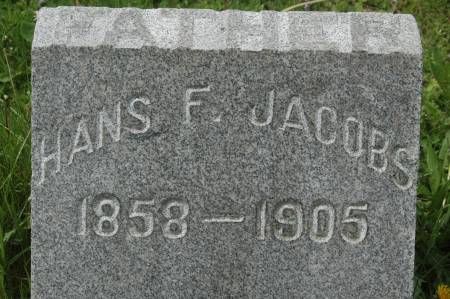 FATHER
HANS F. JACOBS
1858 — 1905